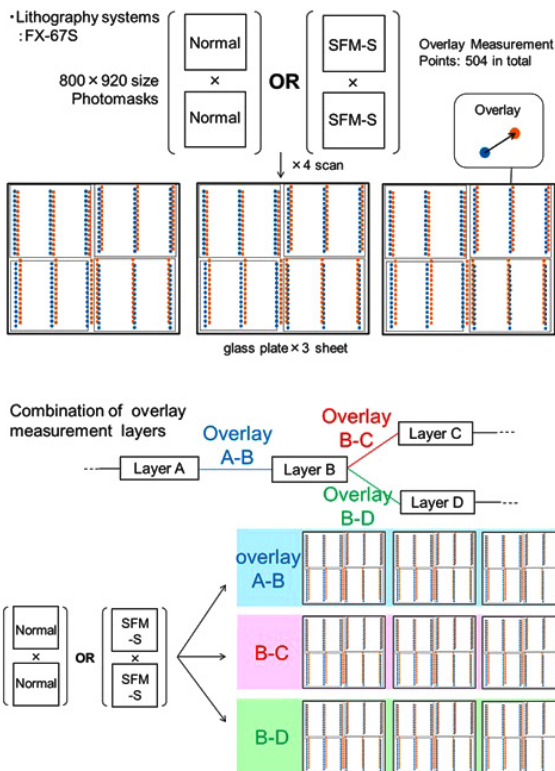 ・Lithography systems
:FX-67S
800×920 size
Photomasks
Normal
×
Normal
OR
SFM-S
×
SFM-S
Overlay Measurement
Points: 504 in total
Overlay
×4 scan
glass plate×3 sheet
Combination of overlay
measurement layers
Layer A
Overlay
A-B
Layer B
Overlay
B-C
Layer C
Overlay
B-D
Layer D
Normal
×
Normal
OR
SFM
-S
×
SFM
-S
overlay
A-B
B-C
B-D